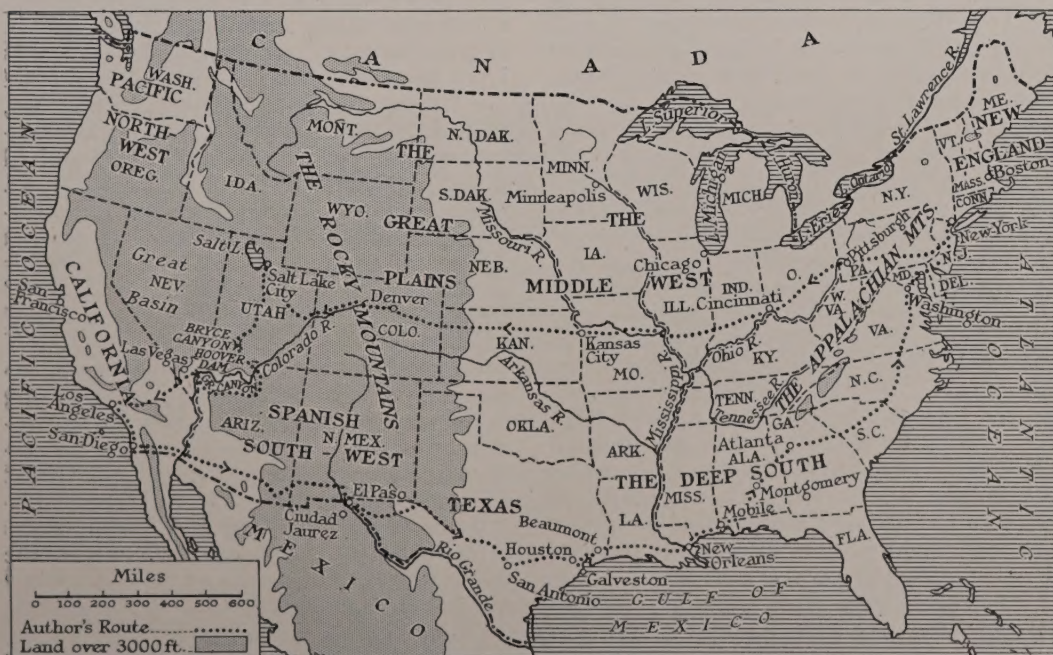 CANADA
PACIFIC OCEAN
ATLANTIC OCEAN
GULF OF
MEXICO
MEXICO
PACIFIC
NORTH-
WEST
WASH.
OREG.
CALIFORNIA
San
Francisco
Los
Angeles
San Diego
Great
NEV.
Basin
IDA.
MONT.
WYO.
Salt L.
Salt Lake
City
UTAH
BRYCE
CANYON
HOOVER
DAM
Las Vegas
GR. CANYON
Colorado R.
ARIZ.
SPANISH
SOUTH-WEST
N. MEX.
THE ROCKY MOUNTAINS
Denver
COLO.
THE
GREAT
PLAINS
N. DAK.
S.DAK.
NEB.
KAN.
OKLA.
TEXAS
Missouri R.
Arkansas R.
El Paso
Ciudad
Jaurez
Rio Grande
San Antonio
Houston
Beaumont
Galveston
MINN.
Minneapolis
IA.
MO.
Kansas
City
ARK.
LA.
THE
MIDDLE
WEST
WIS.
MICH.
ILL.
IND.
O.
Chicago
Cincinnati
L. Superior
L. Michigan
L. Huron
L. Erie
L. Ontario
St. Lawrence R.
Mississippi R.
Ohio R.
Tennessee R.
KY.
TENN.
THE
DEEP SOUTH
MISS.
ALA.
GA.
Atlanta
Montgomery
Mobile
New
Orleans
FLA.
S.C.
N.C.
VA.
W.
VA.
THE APPALACHIAN MTS.
Pittsburgh
PA.
MD.
DEL.
N.J.
Washington
New York
N.Y.
NEW
ENGLAND
ME.
VT.
MASS.
CONN.
Boston
Miles
0 100 200 300 400 500 600
Author's Route
Land over 3000 ft.